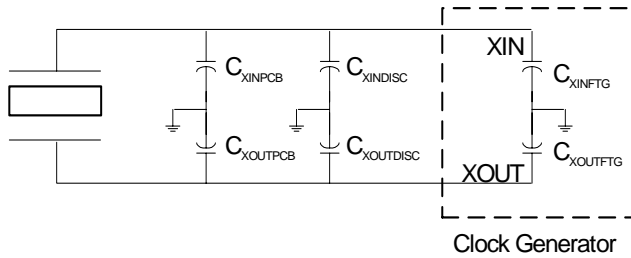 XIN
C_XINPCB
C_XINDISC
C_XINFTG
C_XOUTPCB
C_XOUTDISC
C_XOUTFTG
XOUT
Clock Generator